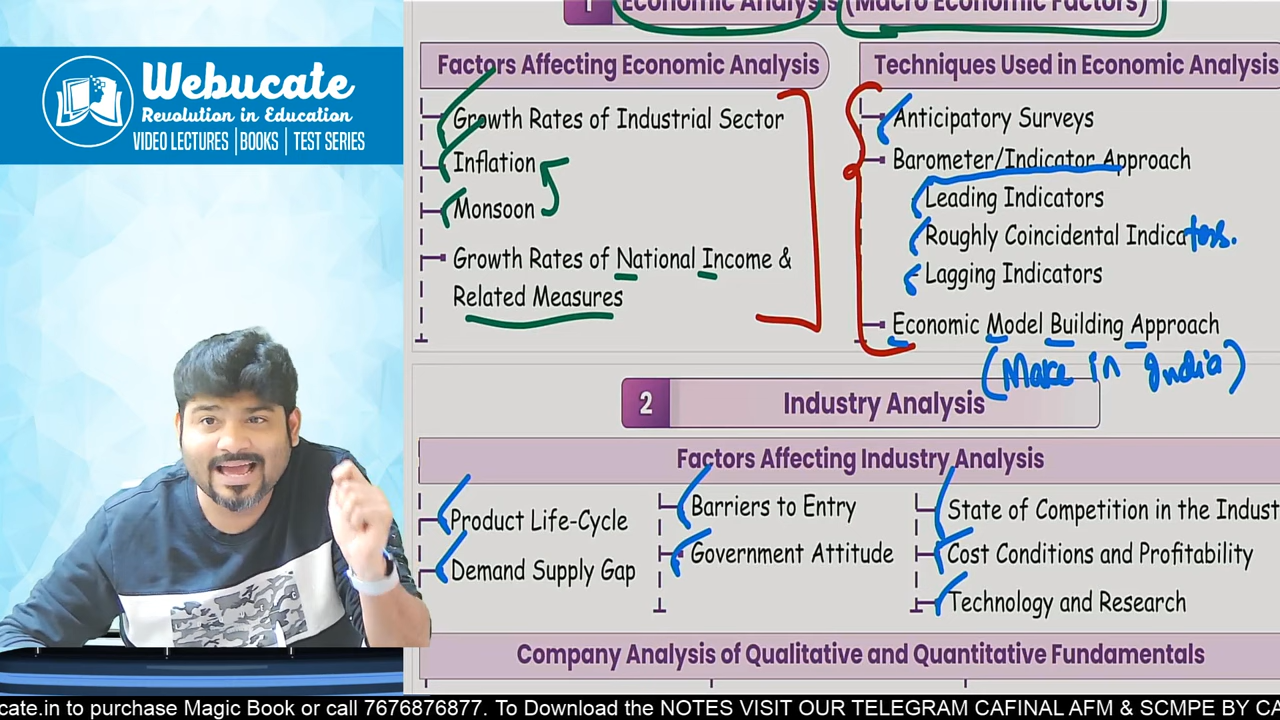 1 Economic Analysis (Macro Economic Factors)
Webucate
Revolution in Education
VIDEO LECTURES | BOOKS | TEST SERIES
Factors Affecting Economic Analysis
Growth Rates of Industrial Sector
Inflation
Monsoon
Growth Rates of National Income &
Related Measures
Techniques Used in Economic Analysis
Anticipatory Surveys
Barometer/Indicator Approach
Leading Indicators
Roughly Coincidental Indicators.
Lagging Indicators
Economic Model Building Approach
(Make in India)
2 Industry Analysis
Factors Affecting Industry Analysis
Product Life-Cycle
Demand Supply Gap
Barriers to Entry
Government Attitude
State of Competition in the Indust
Cost Conditions and Profitability
Technology and Research
Company Analysis of Qualitative and Quantitative Fundamentals
cate.in to purchase Magic Book or call 7676876877. To Download the NOTES VISIT OUR TELEGRAM CAFINAL AFM & SCMPE BY CA